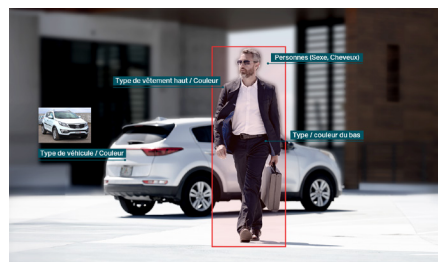 Personnes (Sexe, Cheveux)
Type de vêtement haut / Couleur
Type / couleur du bas
Type de véhicule / Couleur